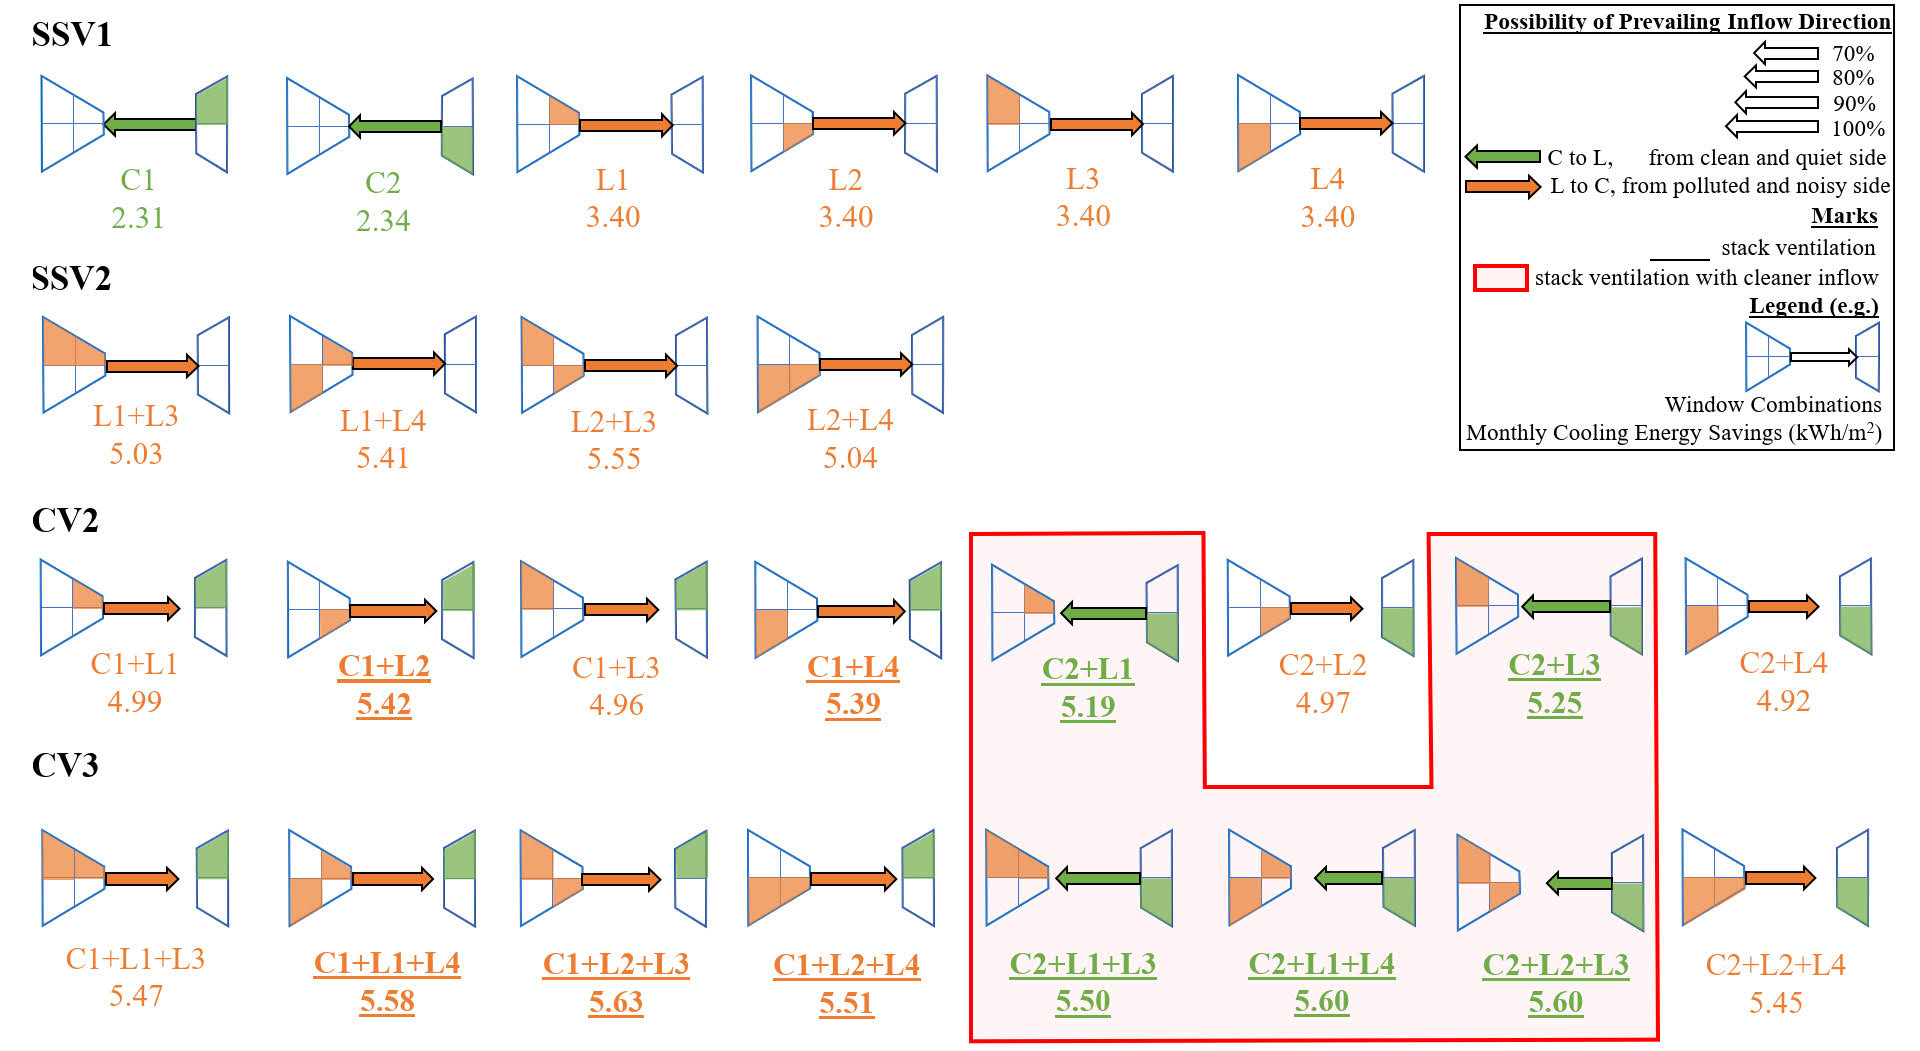 SSV1
C1
2.31
C2
2.34
L1
3.40
L2
3.40
L3
3.40
L4
3.40
SSV2
L1+L3
5.03
L1+L4
5.41
L2+L3
5.55
L2+L4
5.04
CV2
C1+L1
4.99
C1+L2
5.42
C1+L3
4.96
C1+L4
5.39
C2+L1
5.19
C2+L2
4.97
C2+L3
5.25
C2+L4
4.92
CV3
C1+L1+L3
5.47
C1+L1+L4
5.58
C1+L2+L3
5.63
C1+L2+L4
5.51
C2+L1+L3
5.50
C2+L1+L4
5.60
C2+L2+L3
5.60
C2+L2+L4
5.45
Possibility of Prevailing Inflow Direction
70%
80%
90%
100%
C to L, from clean and quiet side
L to C, from polluted and noisy side
Marks
stack ventilation
stack ventilation with cleaner inflow
Legend (e.g.)
Window Combinations
Monthly Cooling Energy Savings (kWh/m²)